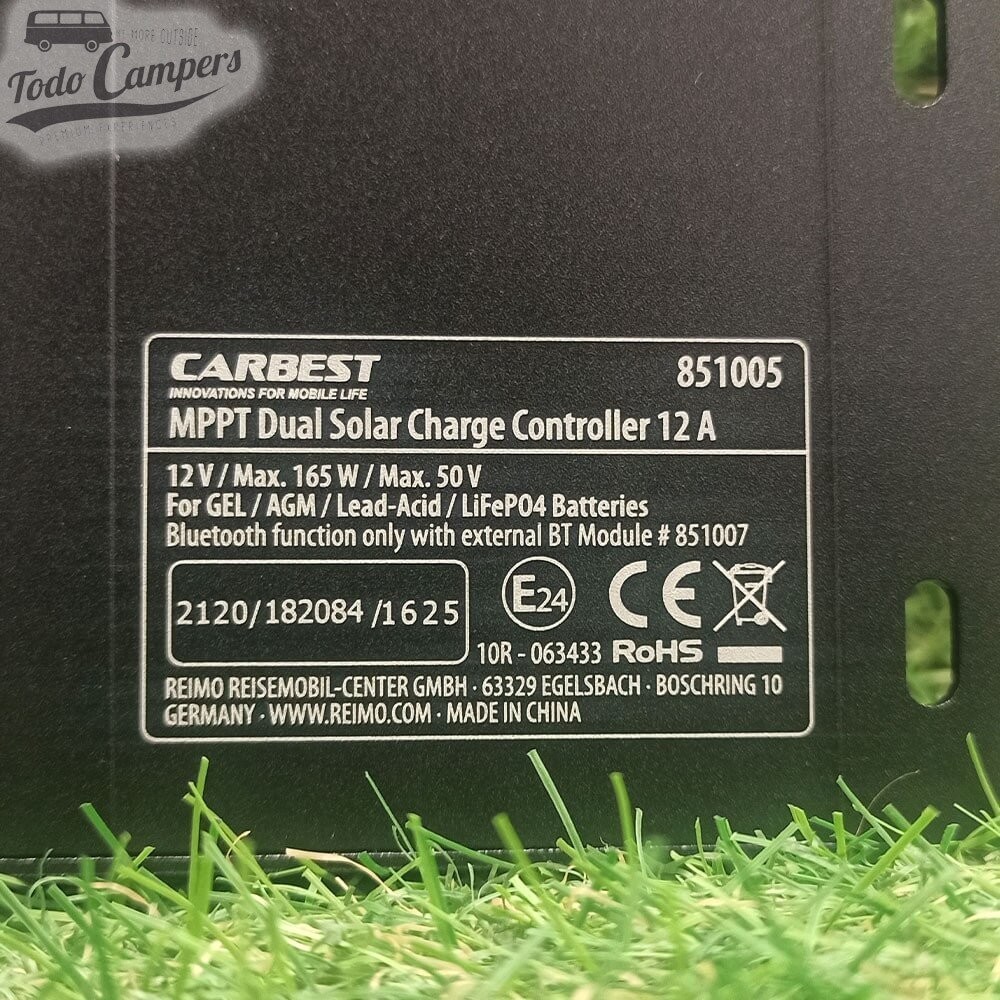 Todo Campers
CARBEST
851005
INNOVATIONS FOR MOBILE LIFE
MPPT Dual Solar Charge Controller 12 A
12 V / Max. 165 W / Max. 50 V
For GEL / AGM / Lead-Acid / LiFePO4 Batteries
Bluetooth function only with external BT Module # 851007
2120/182084/1625
E24
CE
10R - 063433 RoHS
REIMO REISEMOBIL-CENTER GMBH · 63329 EGELSBACH · BOSCHRING 10
GERMANY · WWW.REIMO.COM · MADE IN CHINA